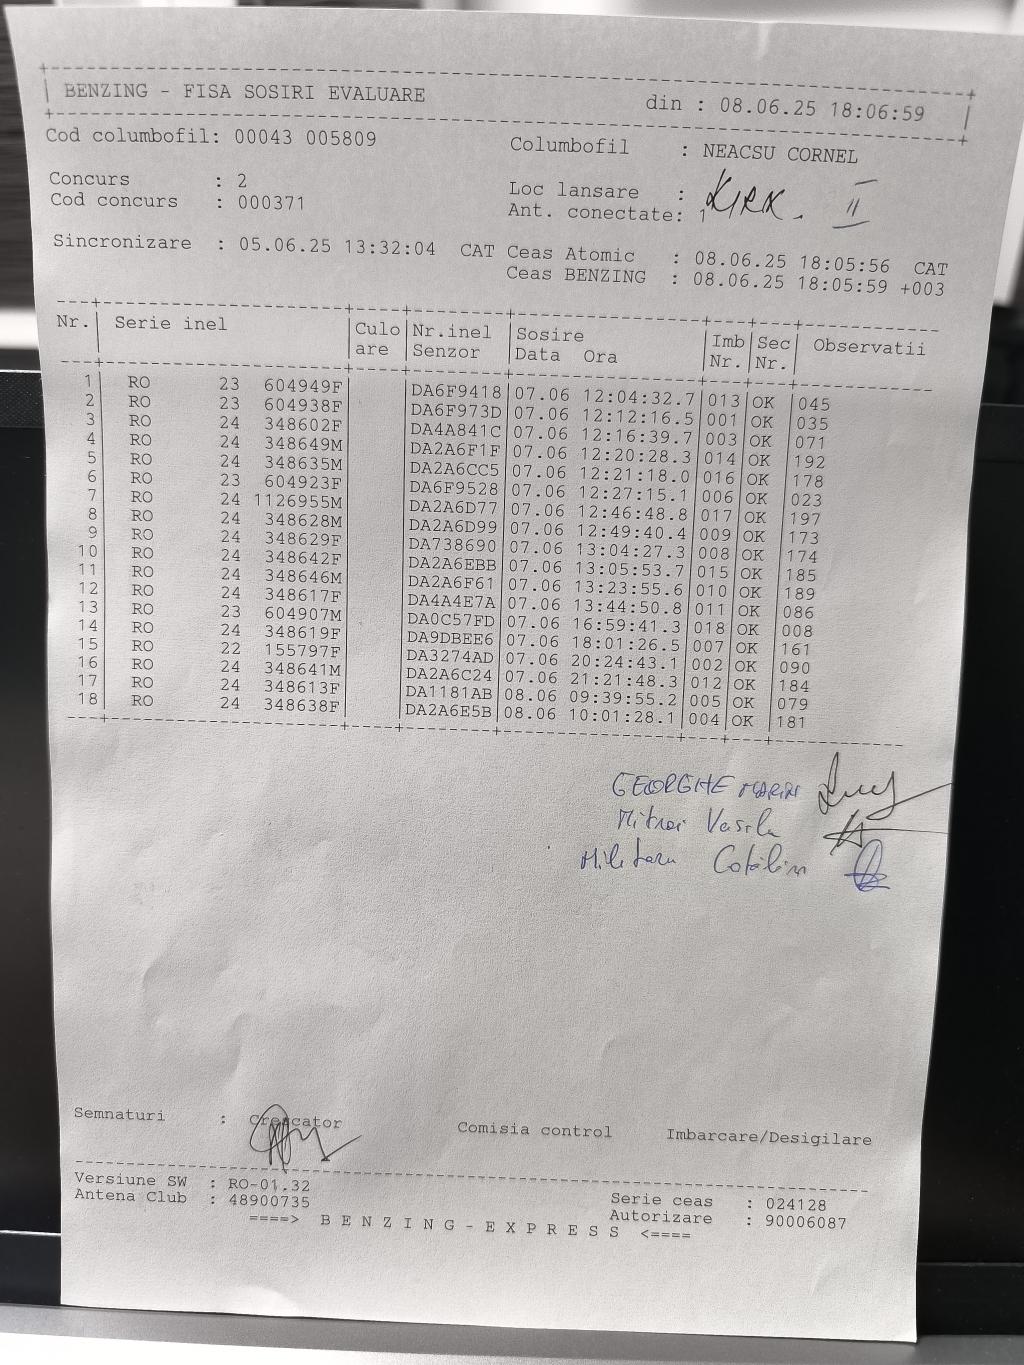 BENZING - FISA SOSIRI EVALUARE din : 08.06.25 18:06:59
Cod columbofil: 00043 005809 Columbofil : NEACSU CORNEL
Concurs : 2 Loc lansare : KIRK. II
Cod concurs : 000371 Ant. conectate: 1
Sincronizare : 05.06.25 13:32:04 CAT Ceas Atomic : 08.06.25 18:05:56 CAT
Ceas BENZING : 08.06.25 18:05:59 +003
Nr. Serie inel Culo Nr.inel Sosire Imb Sec Observatii
are Senzor Data Ora Nr. Nr.
1 RO 23 604949F DA6F9418 07.06 12:04:32.7 013 OK 045
2 RO 23 604938F DA6F973D 07.06 12:12:16.5 001 OK 035
3 RO 24 348602F DA4A841C 07.06 12:16:39.7 003 OK 071
4 RO 24 348649M DA2A6F1F 07.06 12:20:28.3 014 OK 192
5 RO 24 348635M DA2A6CC5 07.06 12:21:18.0 016 OK 178
6 RO 23 604923F DA6F9528 07.06 12:27:15.1 006 OK 023
7 RO 24 1126955M DA2A6D77 07.06 12:46:48.8 017 OK 197
8 RO 24 348628M DA2A6D99 07.06 12:49:40.4 009 OK 173
9 RO 24 348629F DA738690 07.06 13:04:27.3 008 OK 174
10 RO 24 348642F DA2A6EBB 07.06 13:05:53.7 015 OK 185
11 RO 24 348646M DA2A6F61 07.06 13:23:55.6 010 OK 189
12 RO 24 348617F DA4A4E7A 07.06 13:44:50.8 011 OK 086
13 RO 23 604907M DA0C57FD 07.06 16:59:41.3 018 OK 008
14 RO 24 348619F DA9DBEE6 07.06 18:01:26.5 007 OK 161
15 RO 22 155797F DA3274AD 07.06 20:24:43.1 002 OK 090
16 RO 24 348641M DA2A6C24 07.06 21:21:48.3 012 OK 184
17 RO 24 348613F DA1181AB 08.06 09:39:55.2 005 OK 079
18 RO 24 348638F DA2A6E5B 08.06 10:01:28.1 004 OK 181
GEORGHE MARIN
Mitroi Vasile
Militaru Cătălin
Semnaturi : Crescator Comisia control Imbarcare/Desigilare
Versiune SW : RO-01.32 Serie ceas : 024128
Antena Club : 48900735 Autorizare : 90006087
====> B E N Z I N G - E X P R E S S <====